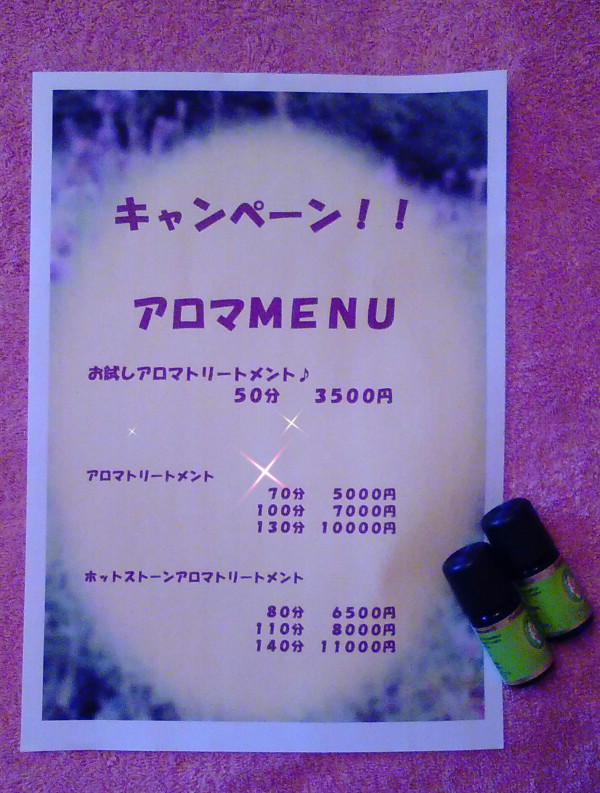 キャンペーン！！
アロマMENU
お試しアロマトリートメント♪
50分 3500円
アロマトリートメント
70分 5000円
100分 7000円
130分 10000円
ホットストーンアロマトリートメント
80分 6500円
110分 8000円
140分 11000円